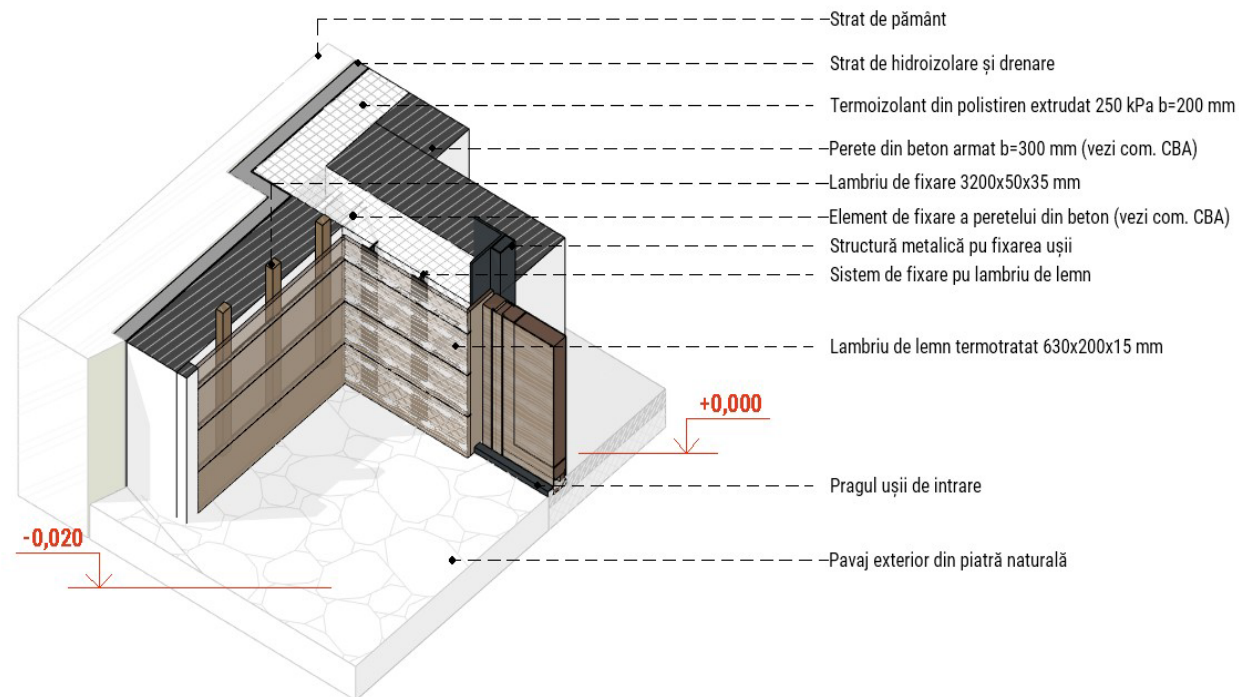 Strat de pământ
Strat de hidroizolare și drenare
Termoizolant din polistiren extrudat 250 kPa b=200 mm
Perete din beton armat b=300 mm (vezi com. CBA)
Lambriu de fixare 3200x50x35 mm
Element de fixare a peretelui din beton (vezi com. CBA)
Structură metalică pu fixarea ușii
Sistem de fixare pu lambriu de lemn
Lambriu de lemn termotratat 630x200x15 mm
+0,000
Pragul ușii de intrare
-0,020
Pavaj exterior din piatră naturală